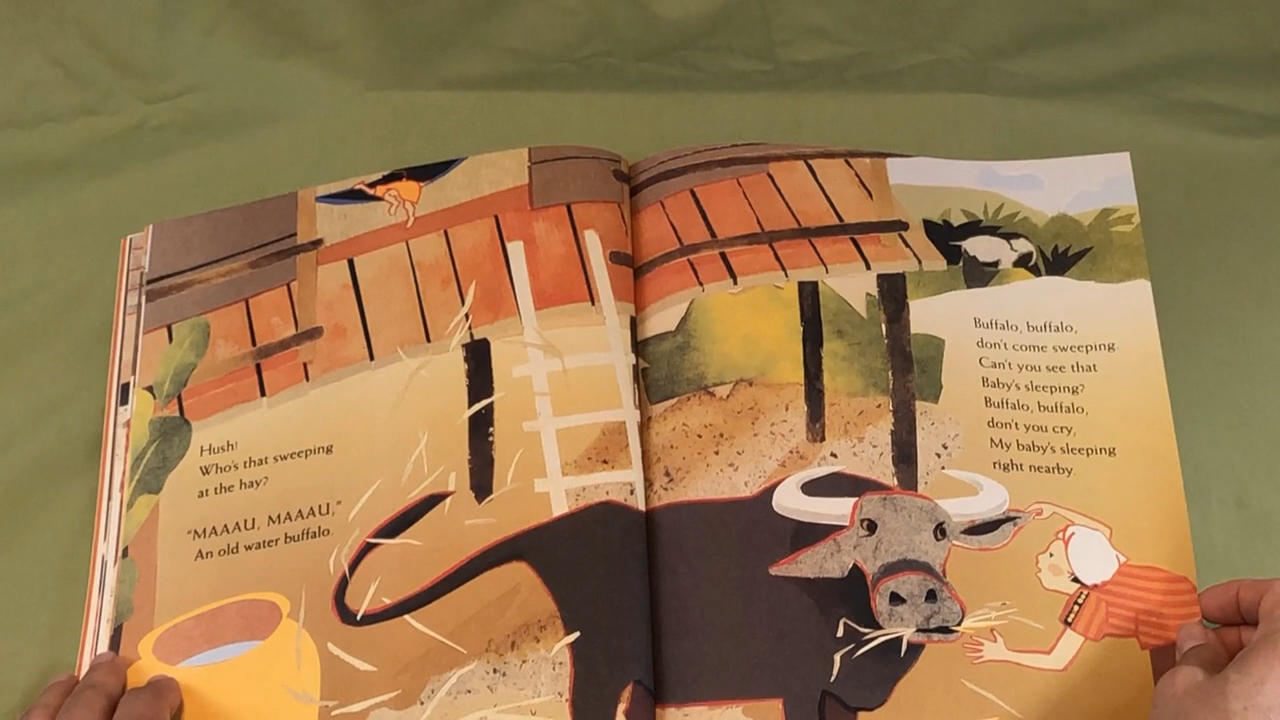 Hush!
Who's that sweeping
at the hay?
"MAAAU, MAAAU,"
An old water buffalo.
Buffalo, buffalo,
don't come sweeping.
Can't you see that
Baby's sleeping?
Buffalo, buffalo,
don't you cry,
My baby's sleeping
right nearby.